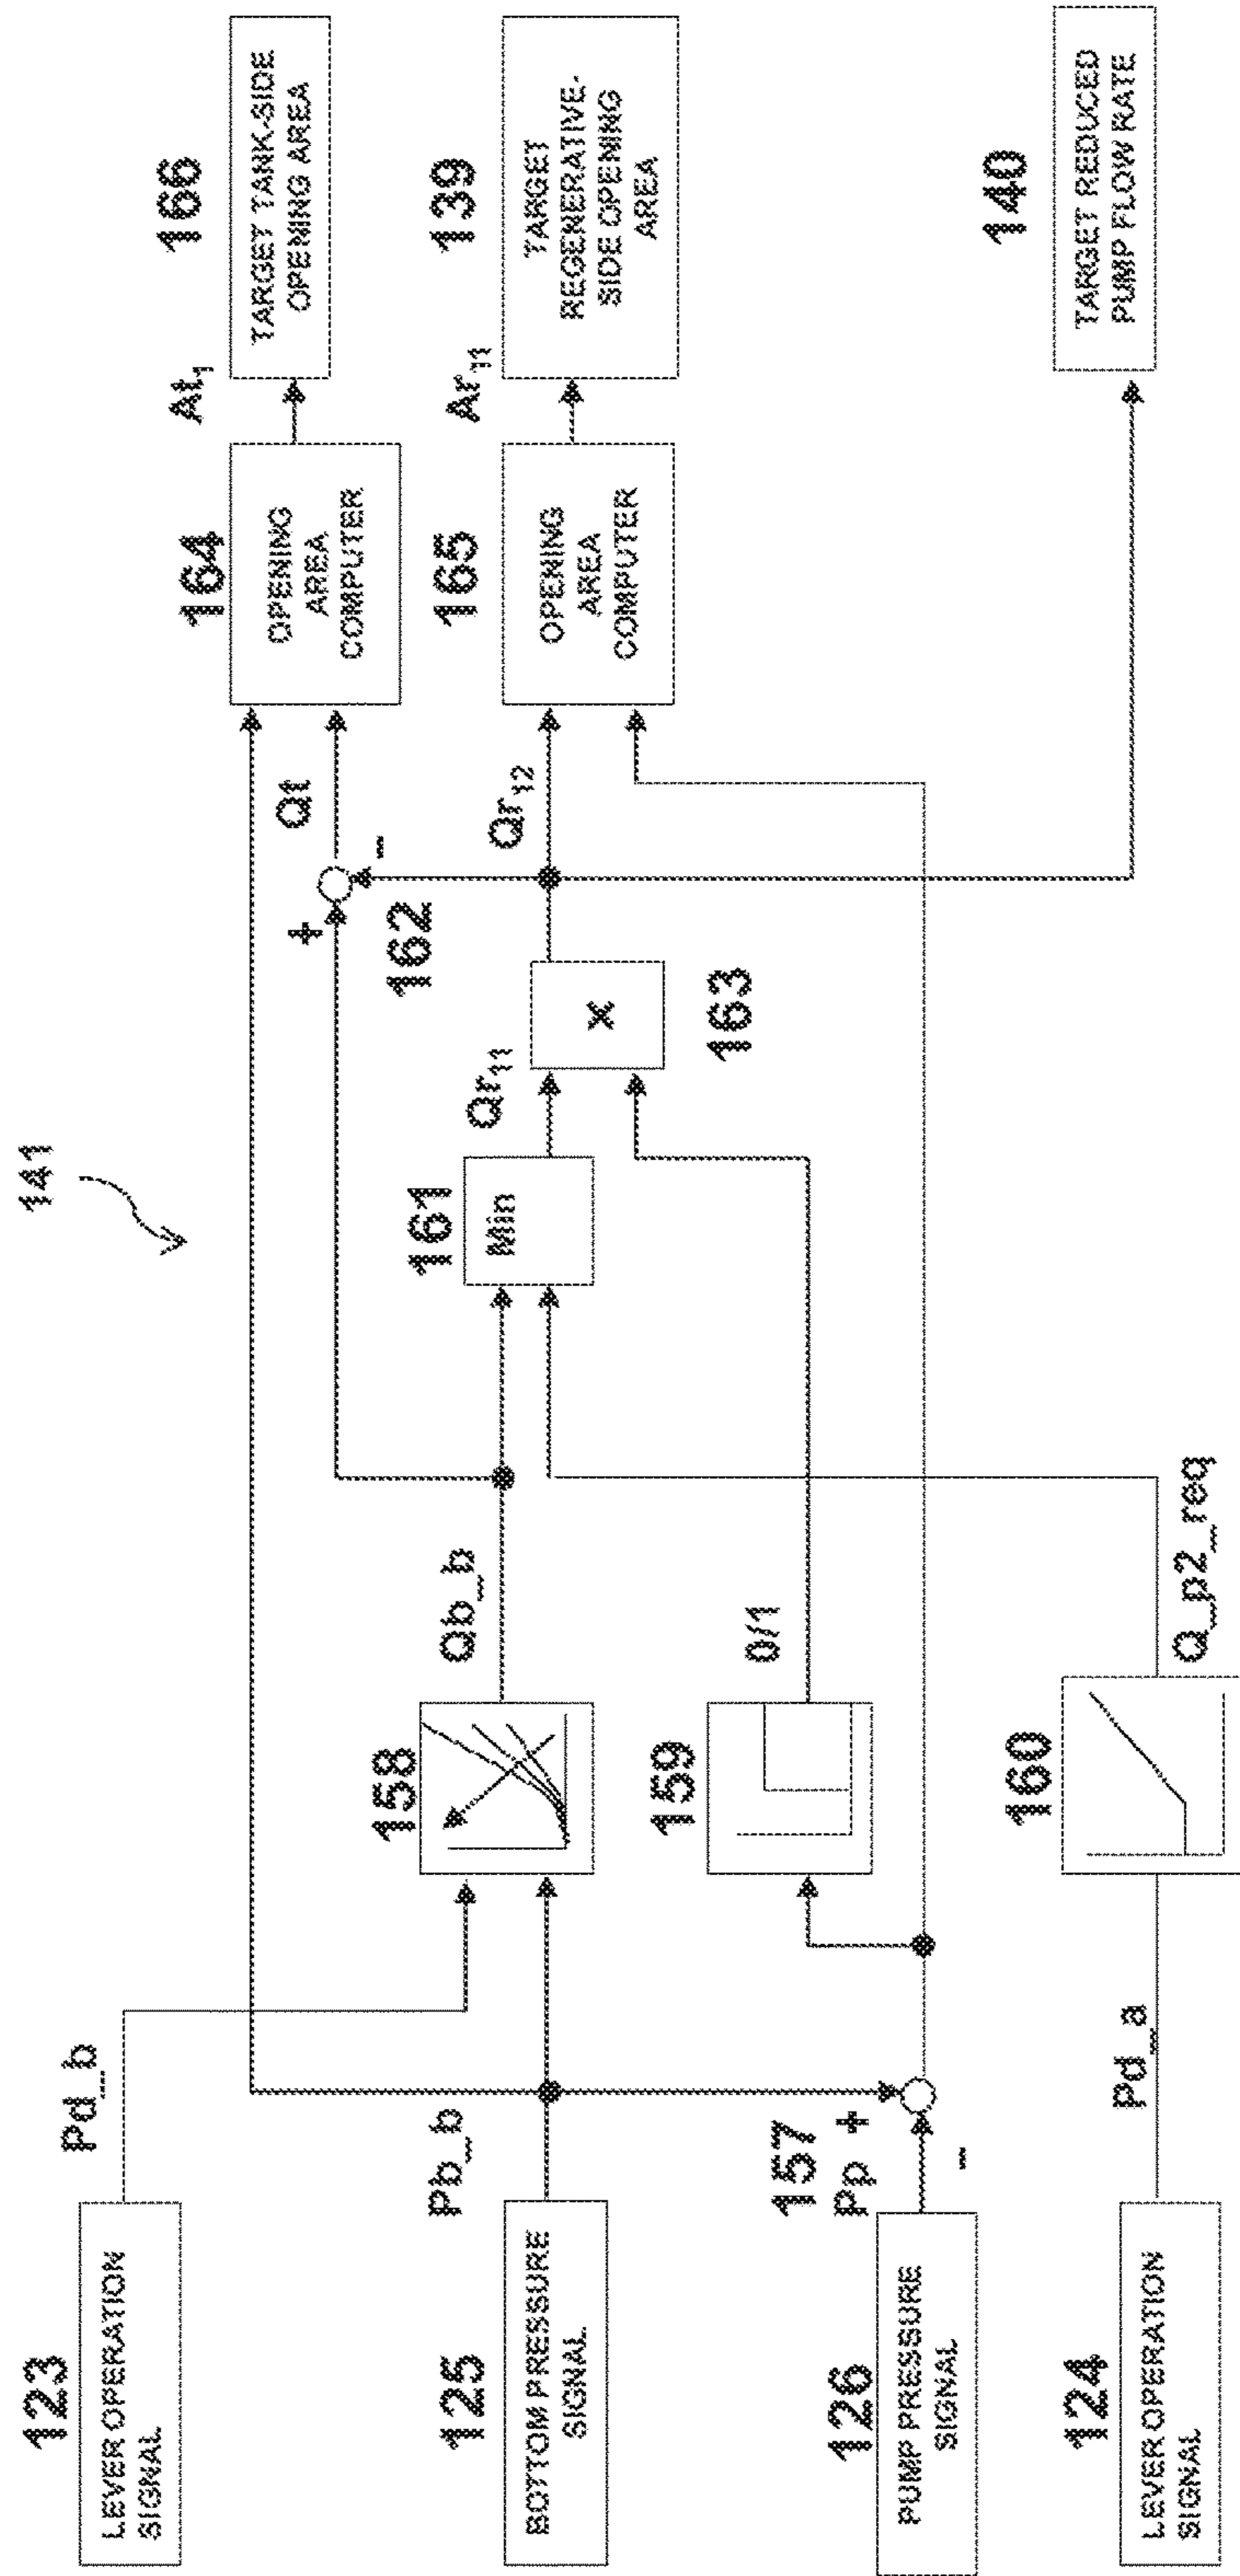 141
123
LEVER OPERATION
SIGNAL
Pd_b
125
BOTTOM PRESSURE
SIGNAL
Pb_b
126
PUMP PRESSURE
SIGNAL
157
Pp
+
-
124
LEVER OPERATION
SIGNAL
Pd_a
158
Qb_b
159
0/1
160
Q_p2_req
161
Min
Qr11
163
x
162
+
-
Qt
Qr12
164
OPENING
AREA
COMPUTER
At1
165
OPENING
AREA
COMPUTER
Ar11
166
TARGET TANK-SIDE
OPENING AREA
139
TARGET
REGENERATIVE-
SIDE OPENING
AREA
140
TARGET REDUCED
PUMP FLOW RATE